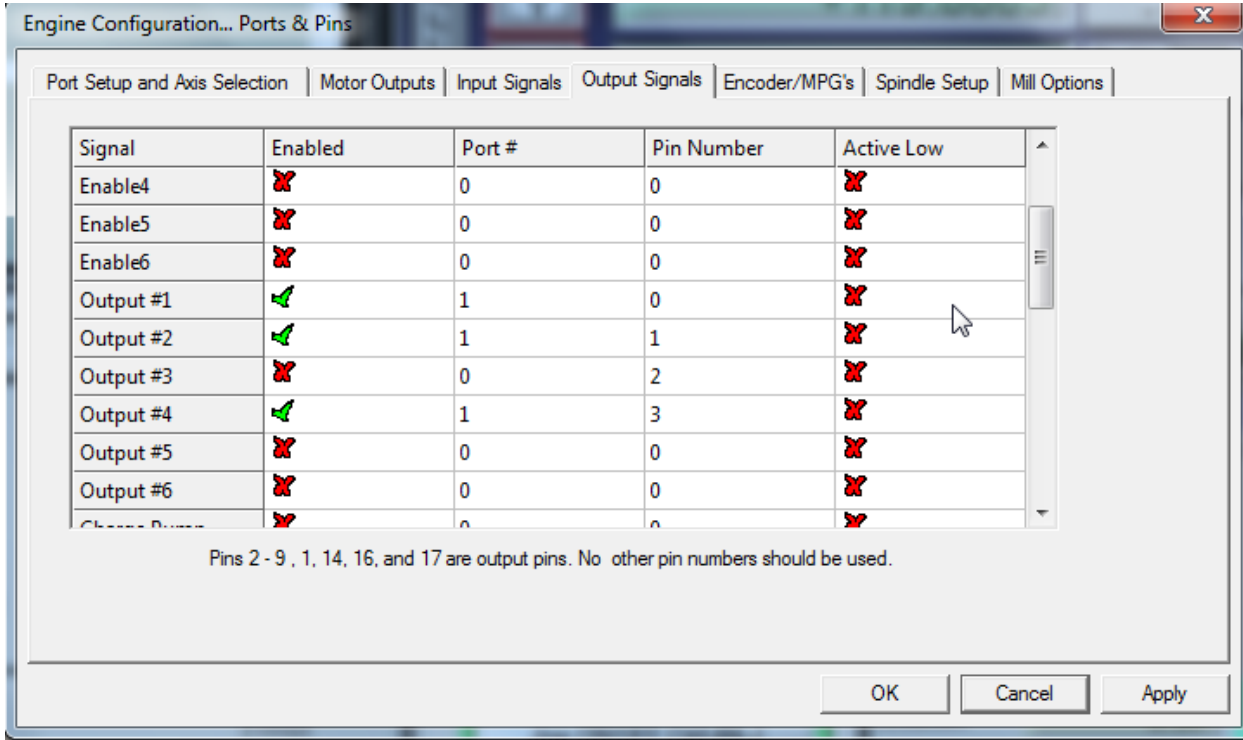 Engine Configuration... Ports & Pins
Port Setup and Axis Selection Motor Outputs Input Signals Output Signals Encoder/MPG's Spindle Setup Mill Options
Signal Enabled Port # Pin Number Active Low
Enable4 0 0
Enable5 0 0
Enable6 0 0
Output #1 1 0
Output #2 1 1
Output #3 0 2
Output #4 1 3
Output #5 0 0
Output #6 0 0
Charge Pump 0 0
Pins 2 - 9 , 1, 14, 16, and 17 are output pins. No other pin numbers should be used.
OK Cancel Apply